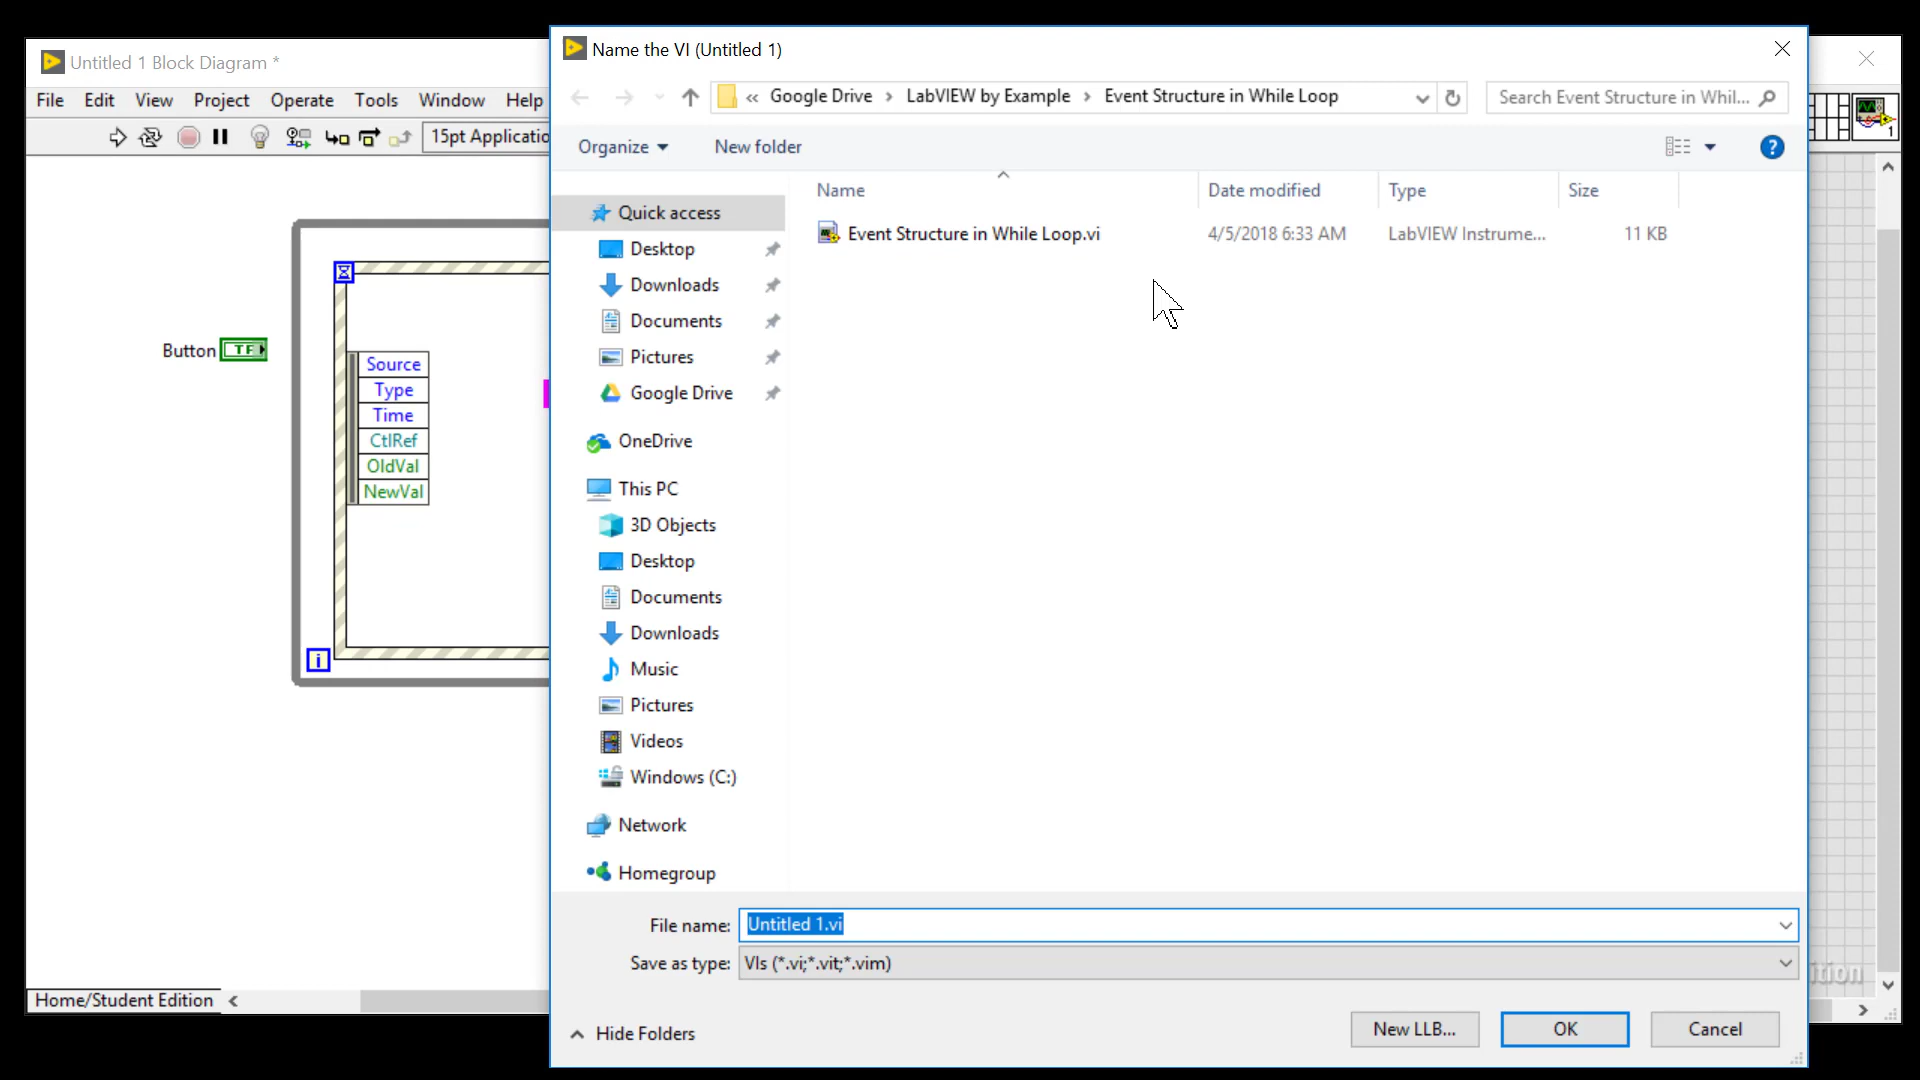 Untitled 1 Block Diagram *
File Edit View Project Operate Tools Window Help
15pt Applicatio
Button TF
Source
Type
Time
CtlRef
OldVal
NewVal
i
Home/Student Edition <
Name the VI (Untitled 1)
« Google Drive › LabVIEW by Example › Event Structure in While Loop
Search Event Structure in Whil...
Organize New folder
?
Name Date modified Type Size
Event Structure in While Loop.vi 4/5/2018 6:33 AM LabVIEW Instrume... 11 KB
Quick access
Desktop
Downloads
Documents
Pictures
Google Drive
OneDrive
This PC
3D Objects
Desktop
Documents
Downloads
Music
Pictures
Videos
Windows (C:)
Network
Homegroup
File name: Untitled 1.vi
Save as type: VIs (*.vi;*.vit;*.vim)
Hide Folders
New LLB... OK Cancel
1
ition